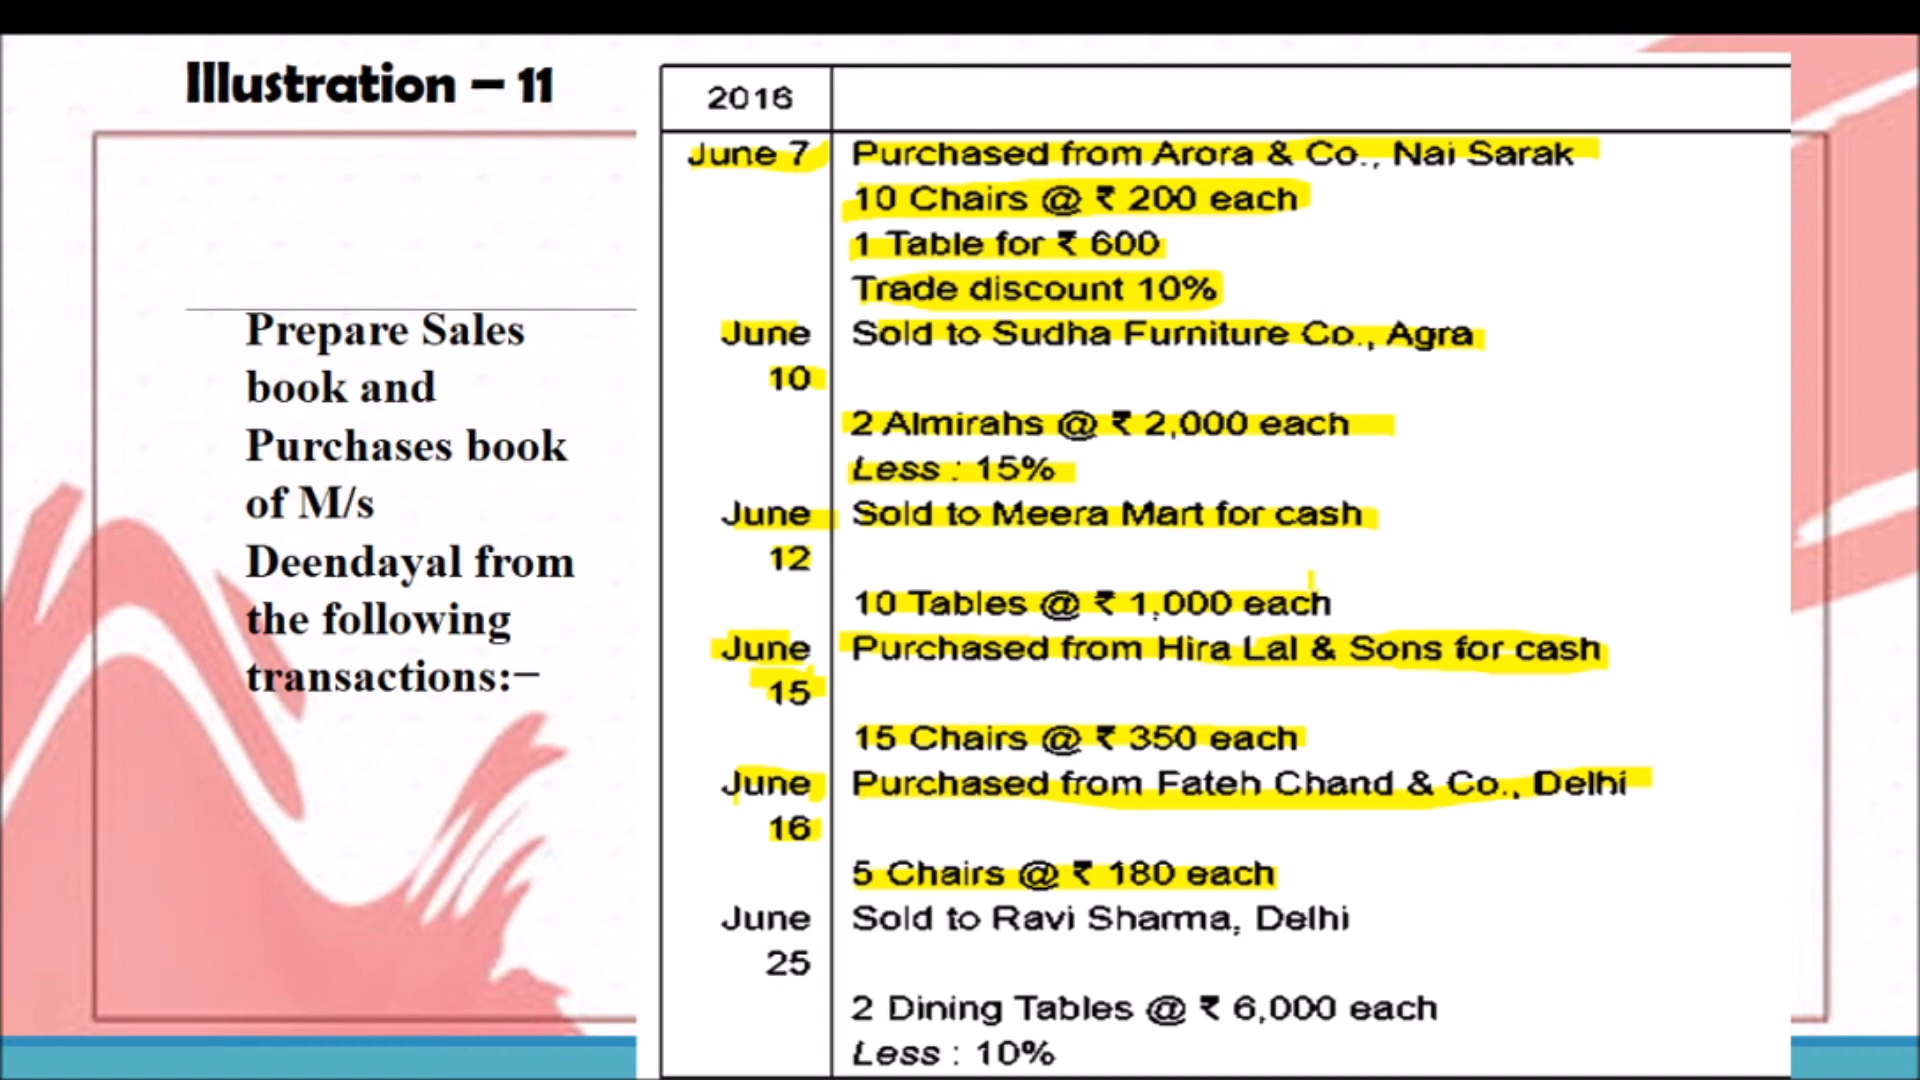 Illustration – 11
Prepare Sales
book and
Purchases book
of M/s
Deendayal from
the following
transactions:–
2016
June 7 Purchased from Arora & Co., Nai Sarak
10 Chairs @ ₹ 200 each
1 Table for ₹ 600
Trade discount 10%
June Sold to Sudha Furniture Co., Agra
10
2 Almirahs @ ₹ 2,000 each
Less : 15%
June Sold to Meera Mart for cash
12
10 Tables @ ₹ 1,000 each
June Purchased from Hira Lal & Sons for cash
15
15 Chairs @ ₹ 350 each
June Purchased from Fateh Chand & Co., Delhi
16
5 Chairs @ ₹ 180 each
June Sold to Ravi Sharma, Delhi
25
2 Dining Tables @ ₹ 6,000 each
Less : 10%